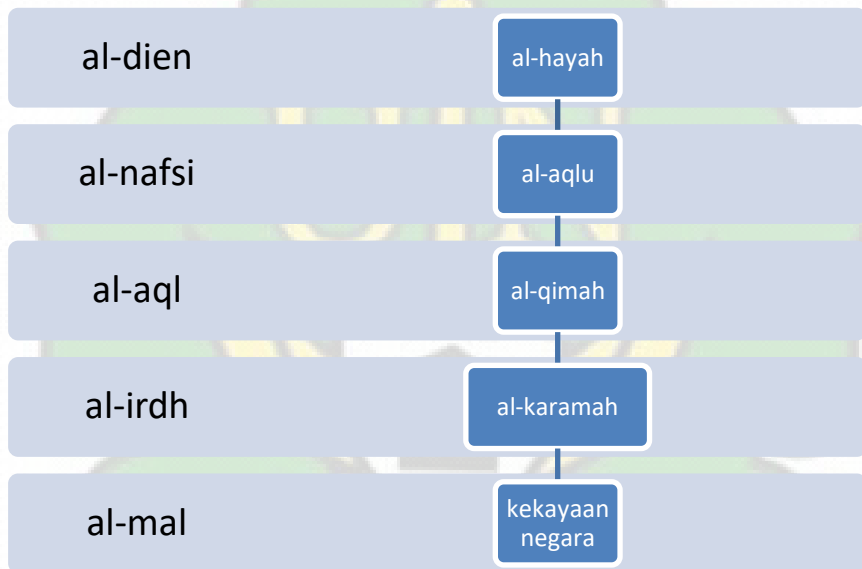 al-dien
al-hayah
al-nafsi
al-aqlu
al-aql
al-qimah
al-irdh
al-karamah
al-mal
kekayaan
negara